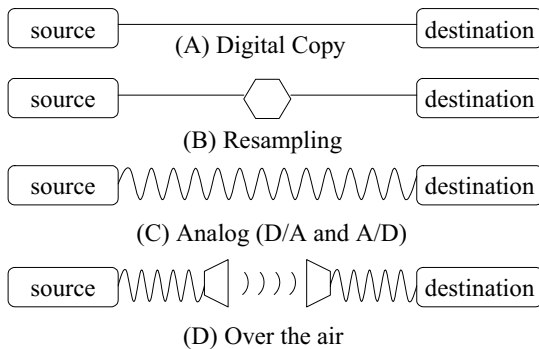 source destination
(A) Digital Copy
source destination
(B) Resampling
source destination
(C) Analog (D/A and A/D)
source destination
(D) Over the air